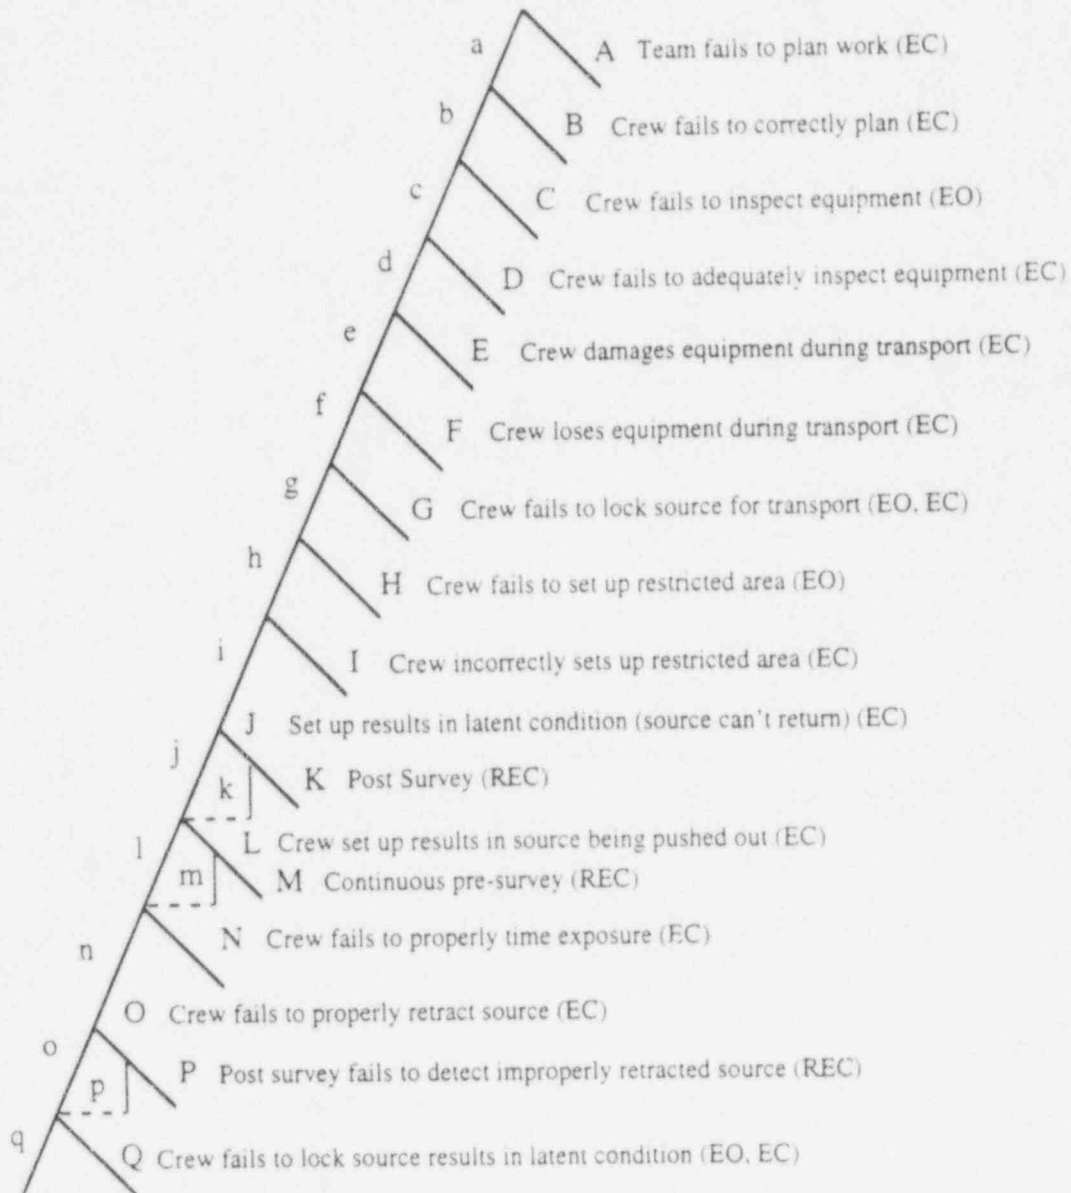 a
A Team fails to plan work (EC)
b
B Crew fails to correctly plan (EC)
c
C Crew fails to inspect equipment (EO)
d
D Crew fails to adequately inspect equipment (EC)
e
E Crew damages equipment during transport (EC)
f
F Crew loses equipment during transport (EC)
g
G Crew fails to lock source for transport (EO, EC)
h
H Crew fails to set up restricted area (EO)
i
I Crew incorrectly sets up restricted area (EC)
J Set up results in latent condition (source can't return) (EC)
j
k
K Post Survey (REC)
l
L Crew set up results in source being pushed out (EC)
m
M Continuous pre-survey (REC)
n
N Crew fails to properly time exposure (EC)
O Crew fails to properly retract source (EC)
o
p
P Post survey fails to detect improperly retracted source (REC)
q
Q Crew fails to lock source results in latent condition (EO, EC)